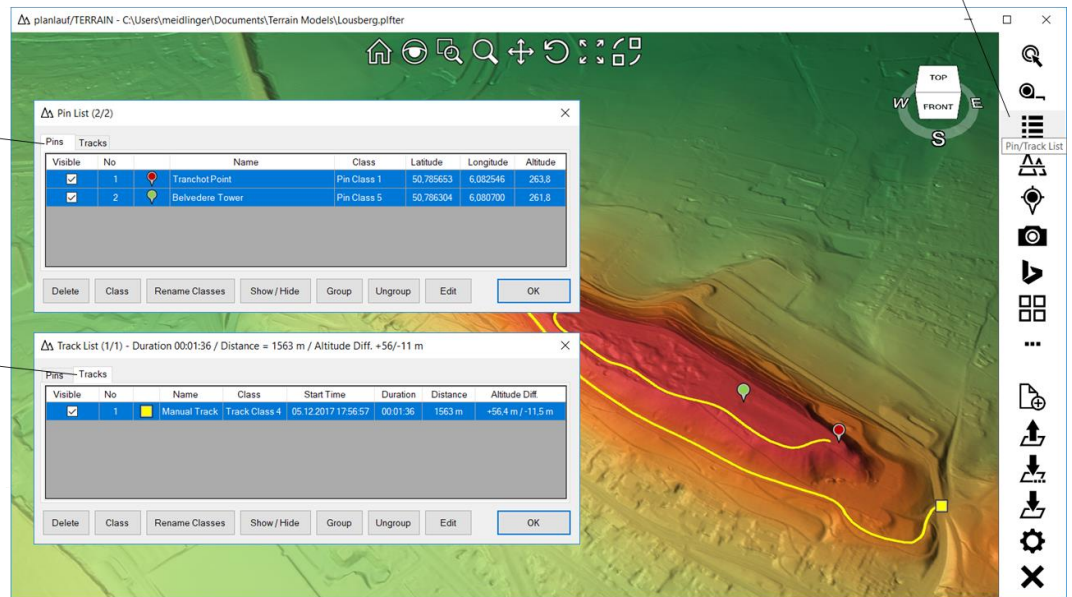 planlauf/TERRAIN - C:\Users\meidlinger\Documents\Terrain Models\Lousberg.plfter
TOP
FRONT
W
E
S
Pin/Track List
Pin List (2/2)
Pins Tracks
Visible No Name Class Latitude Longitude Altitude
1 Tranchot Point Pin Class 1 50,785653 6,082546 263,8
2 Belvedere Tower Pin Class 5 50,786304 6,080700 261,8
Delete Class Rename Classes Show / Hide Group Ungroup Edit OK
Track List (1/1) - Duration 00:01:36 / Distance = 1563 m / Altitude Diff. +56/-11 m
Pins Tracks
Visible No Name Class Start Time Duration Distance Altitude Diff.
1 Manual Track Track Class 4 05.12.2017 17:56:57 00:01:36 1563 m +56,4 m / -11,5 m
Delete Class Rename Classes Show / Hide Group Ungroup Edit OK